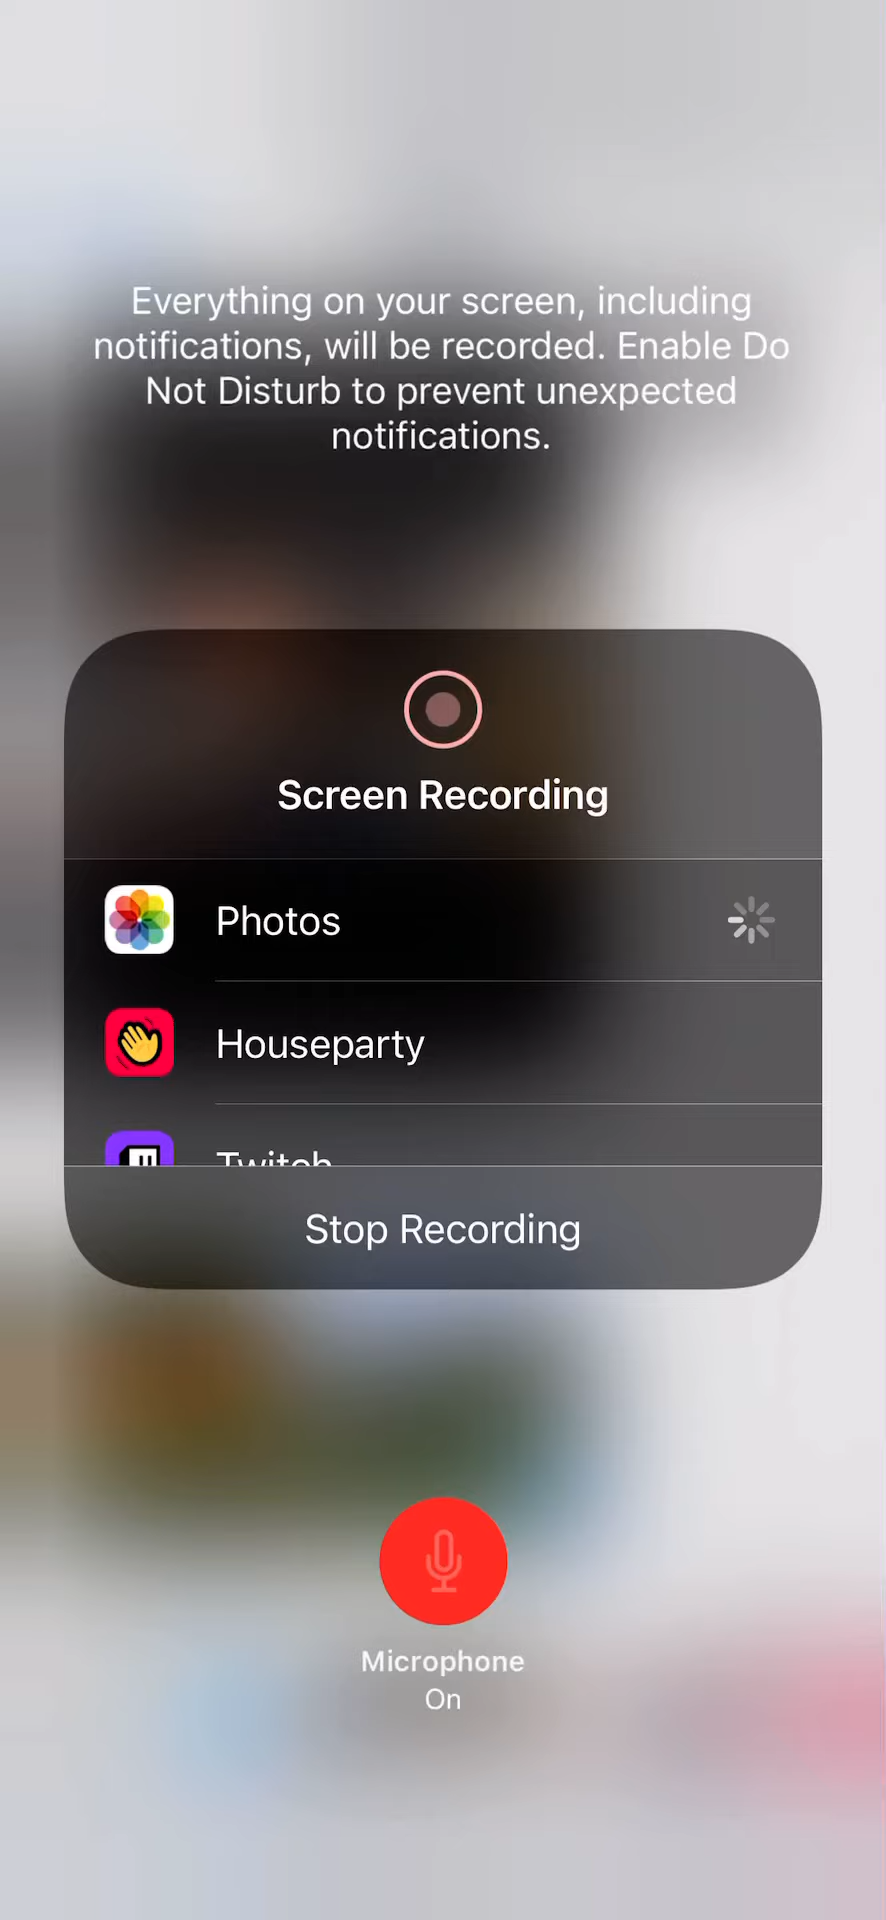 Everything on your screen, including
notifications, will be recorded. Enable Do
Not Disturb to prevent unexpected
notifications.
Screen Recording
Photos
Houseparty
Twitch
Stop Recording
Microphone
On